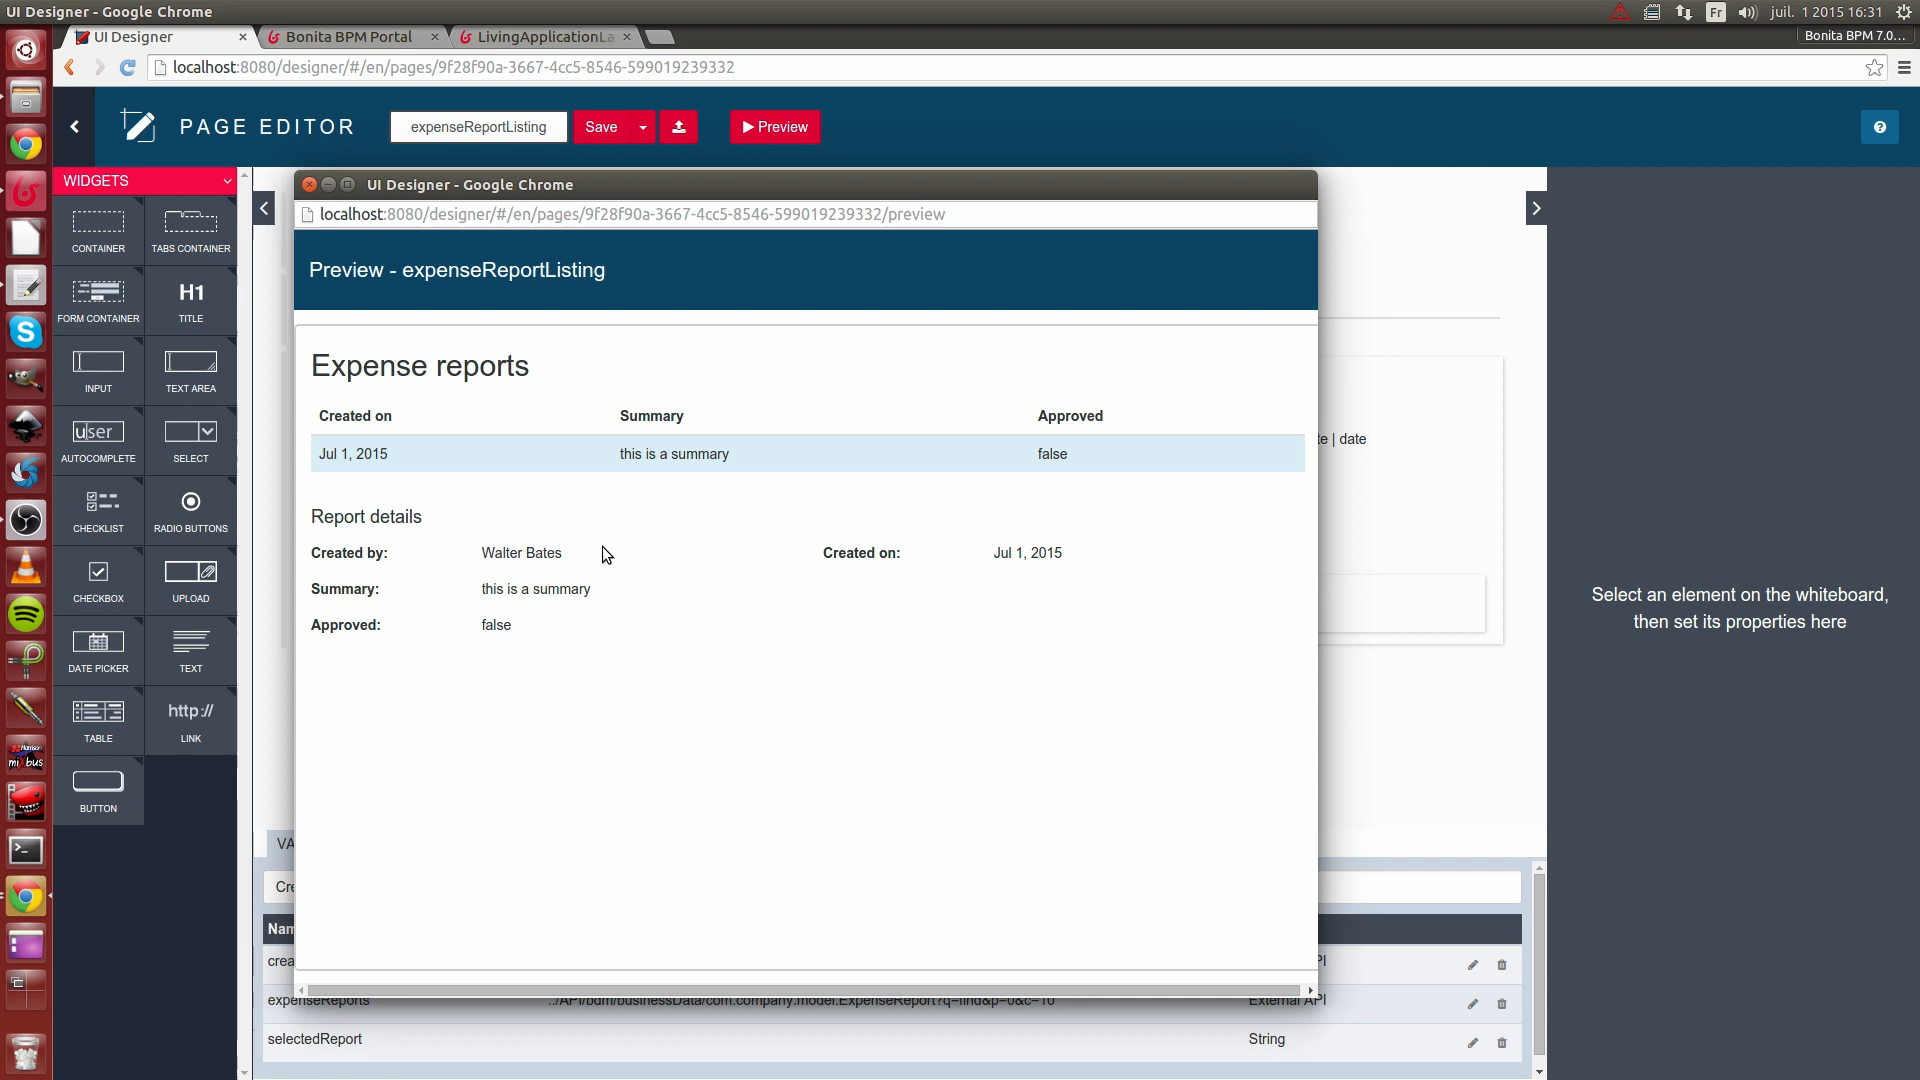 UI Designer - Google Chrome
Fr
juil. 1 2015 16:31
UI Designer
Bonita BPM Portal
LivingApplicationLa
Bonita BPM 7.0...
localhost:8080/designer/#/en/pages/9f28f90a-3667-4cc5-8546-599019239332
PAGE EDITOR
expenseReportListing
Save
Preview
?
WIDGETS
CONTAINER
TABS CONTAINER
FORM CONTAINER
H1
TITLE
INPUT
TEXT AREA
user
AUTOCOMPLETE
SELECT
CHECKLIST
RADIO BUTTONS
CHECKBOX
UPLOAD
DATE PICKER
TEXT
TABLE
http://
LINK
BUTTON
UI Designer - Google Chrome
localhost:8080/designer/#/en/pages/9f28f90a-3667-4cc5-8546-599019239332/preview
Preview - expenseReportListing
Expense reports
Created on Summary Approved
Jul 1, 2015 this is a summary false
Report details
Created by: Walter Bates Created on: Jul 1, 2015
Summary: this is a summary
Approved: false
te | date
Select an element on the whiteboard,
then set its properties here
VA
Cre
Nam
crea
PI
expenseReports ../API/bdm/businessData/com.company.model.ExpenseReport?q=find&p=0&c=10 External API
selectedReport String
Harrison
mixbus